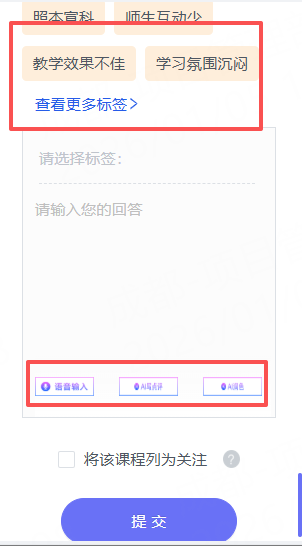 照本宣科 师生互动少
教学效果不佳 学习氛围沉闷
查看更多标签>
请选择标签:
请输入您的回答
语音输入 AI写点评 AI润色
将该课程列为关注 ?
提交